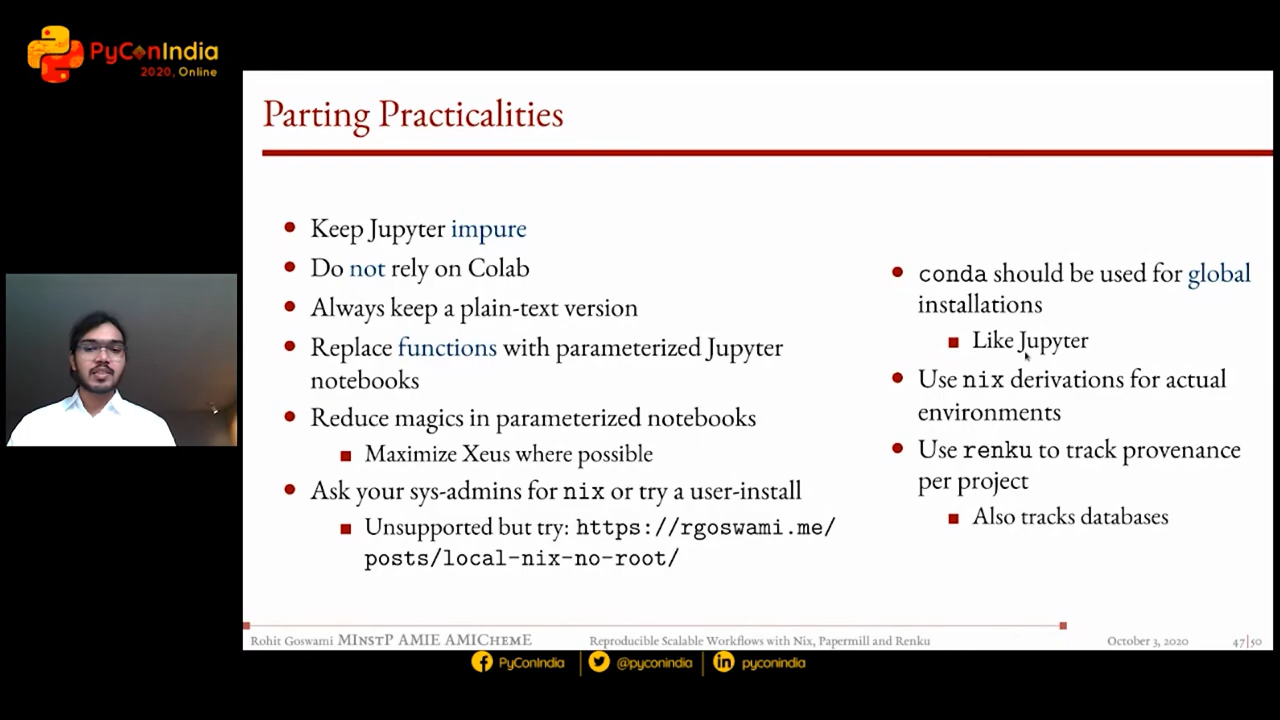 PyConIndia
2020, Online
Parting Practicalities
Keep Jupyter impure
Do not rely on Colab
Always keep a plain-text version
Replace functions with parameterized Jupyter
notebooks
Reduce magics in parameterized notebooks
Maximize Xeus where possible
Ask your sys-admins for nix or try a user-install
Unsupported but try: https://rgoswami.me/
posts/local-nix-no-root/
conda should be used for global
installations
Like Jupyter
Use nix derivations for actual
environments
Use renku to track provenance
per project
Also tracks databases
Rohit Goswami MInstP AMIE AMIChemE Reproducible Scalable Workflows with Nix, Papermill and Renku October 3, 2020 47|50
PyConIndia @pyconindia pyconindia